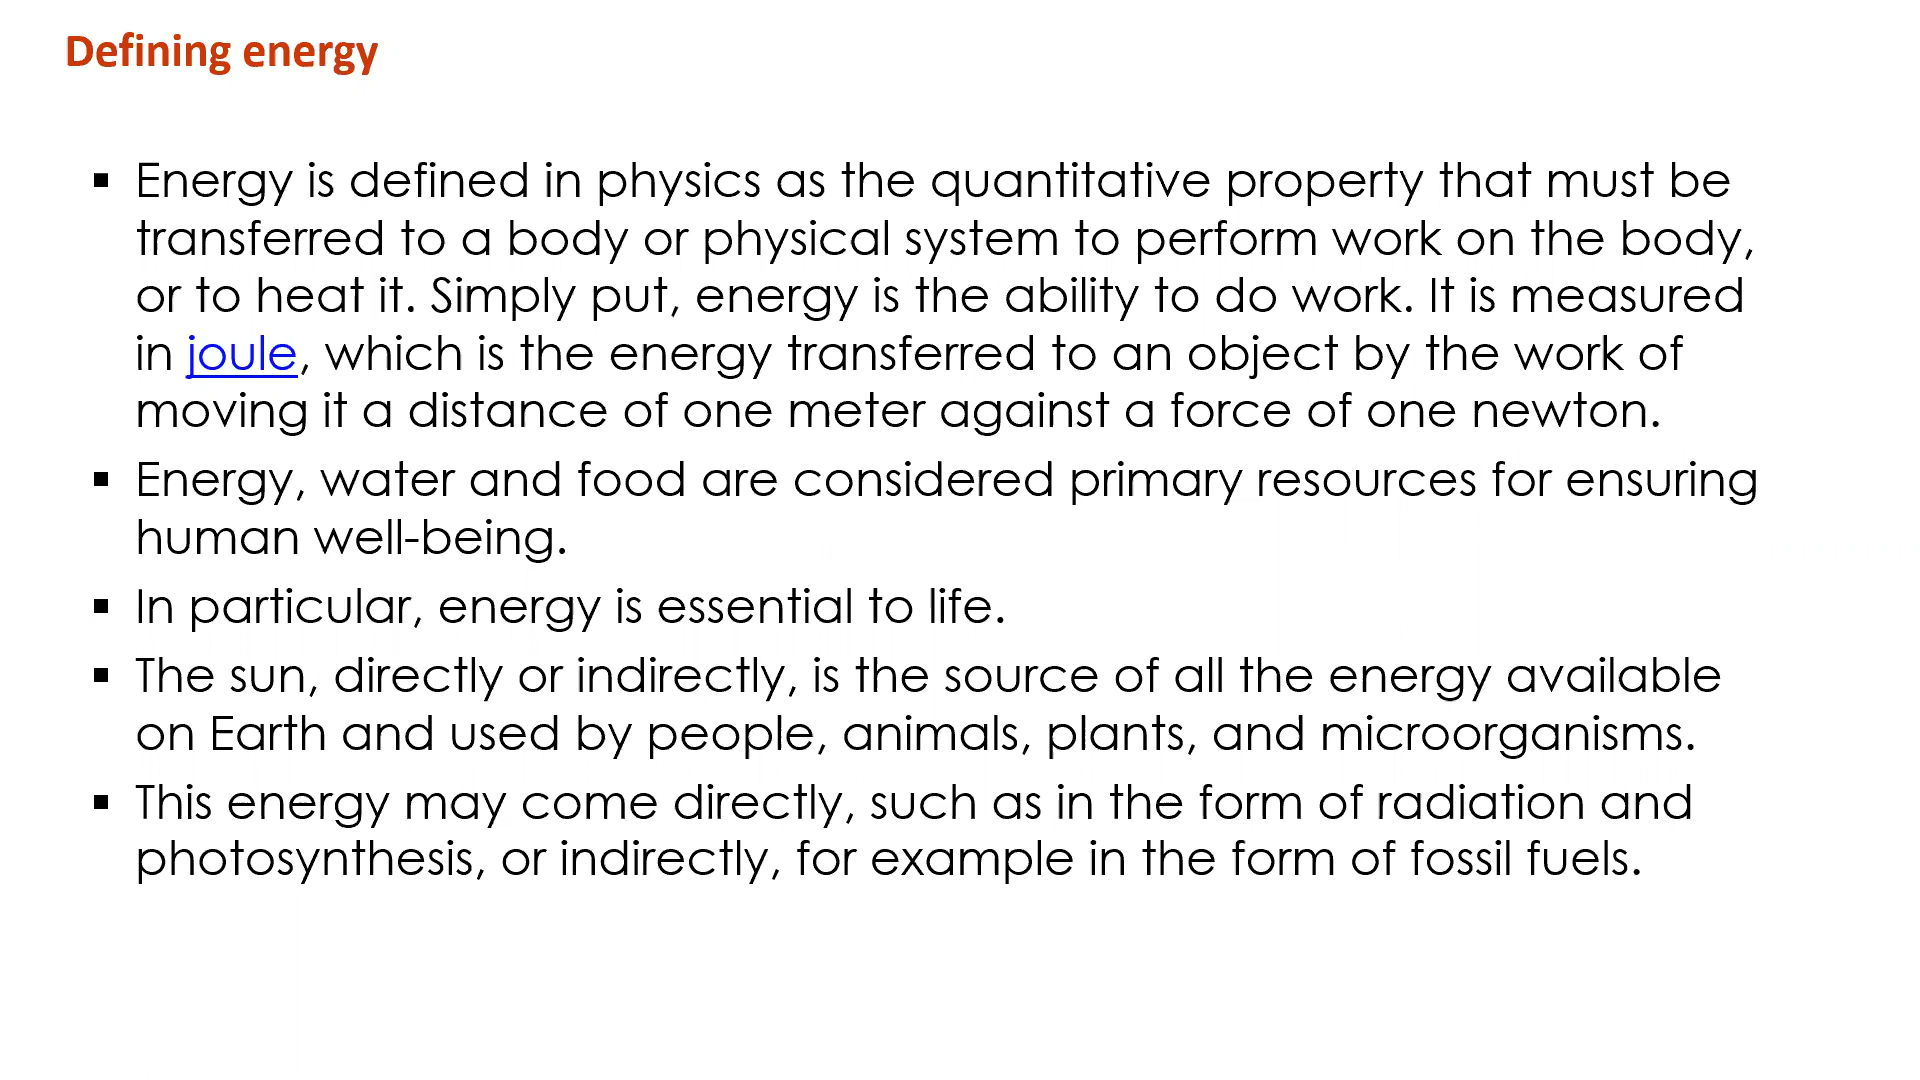 Defining energy
▪ Energy is defined in physics as the quantitative property that must be
transferred to a body or physical system to perform work on the body,
or to heat it. Simply put, energy is the ability to do work. It is measured
in joule, which is the energy transferred to an object by the work of
moving it a distance of one meter against a force of one newton.
▪ Energy, water and food are considered primary resources for ensuring
human well-being.
▪ In particular, energy is essential to life.
▪ The sun, directly or indirectly, is the source of all the energy available
on Earth and used by people, animals, plants, and microorganisms.
▪ This energy may come directly, such as in the form of radiation and
photosynthesis, or indirectly, for example in the form of fossil fuels.